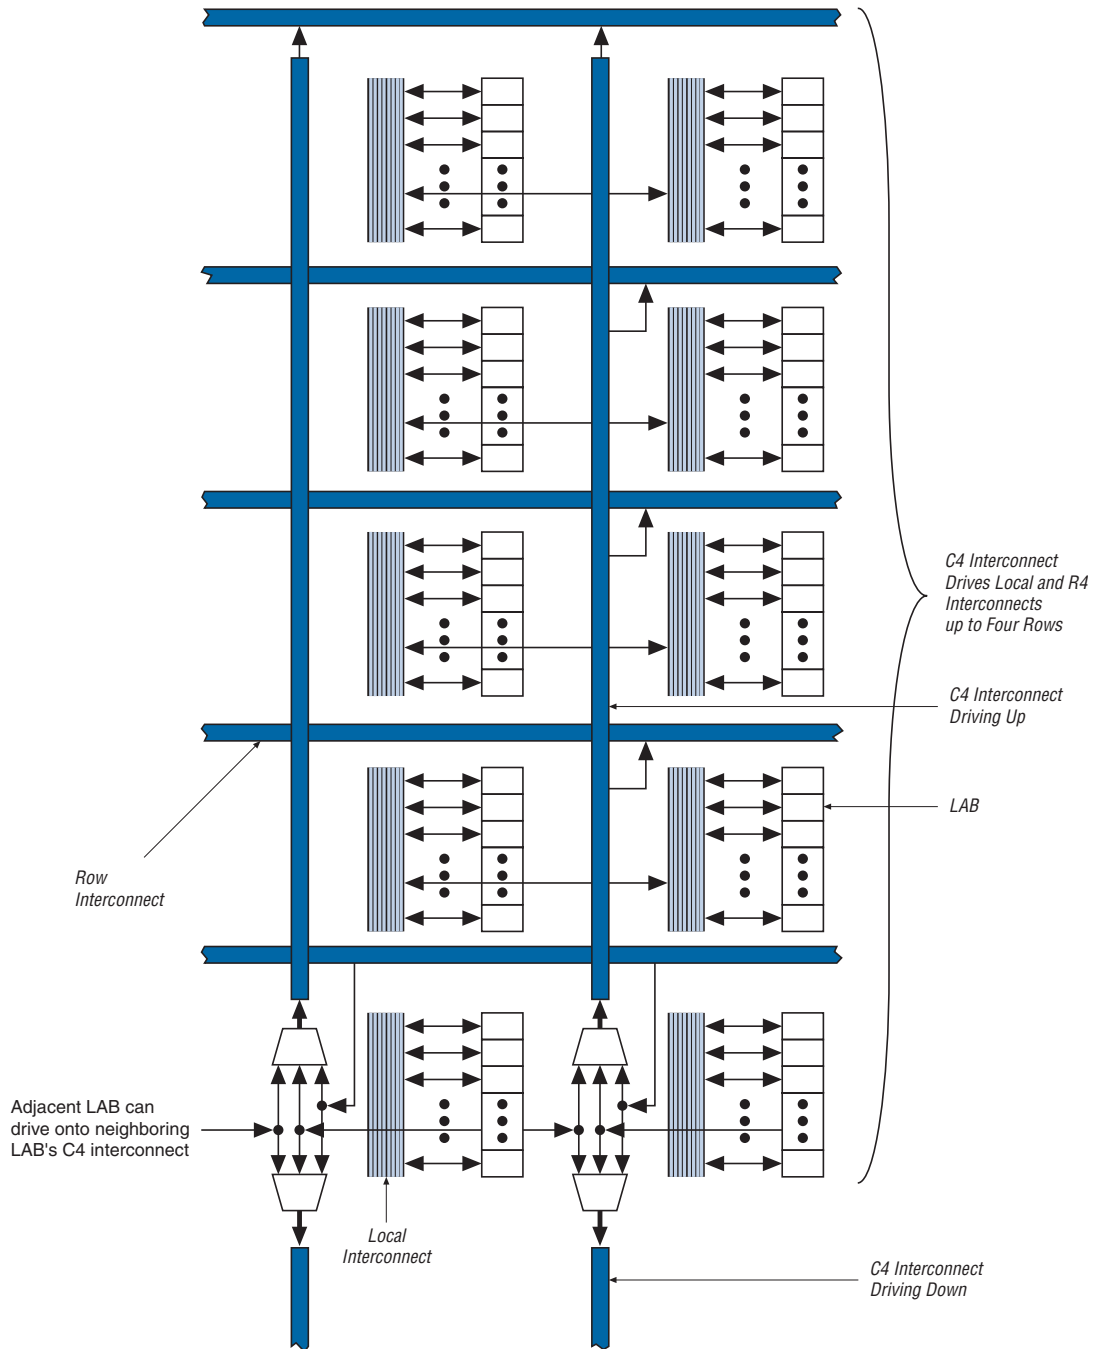 C4 Interconnect
Drives Local and R4
Interconnects
up to Four Rows
C4 Interconnect
Driving Up
LAB
Row
Interconnect
Adjacent LAB can
drive onto neighboring
LAB's C4 interconnect
Local
Interconnect
C4 Interconnect
Driving Down